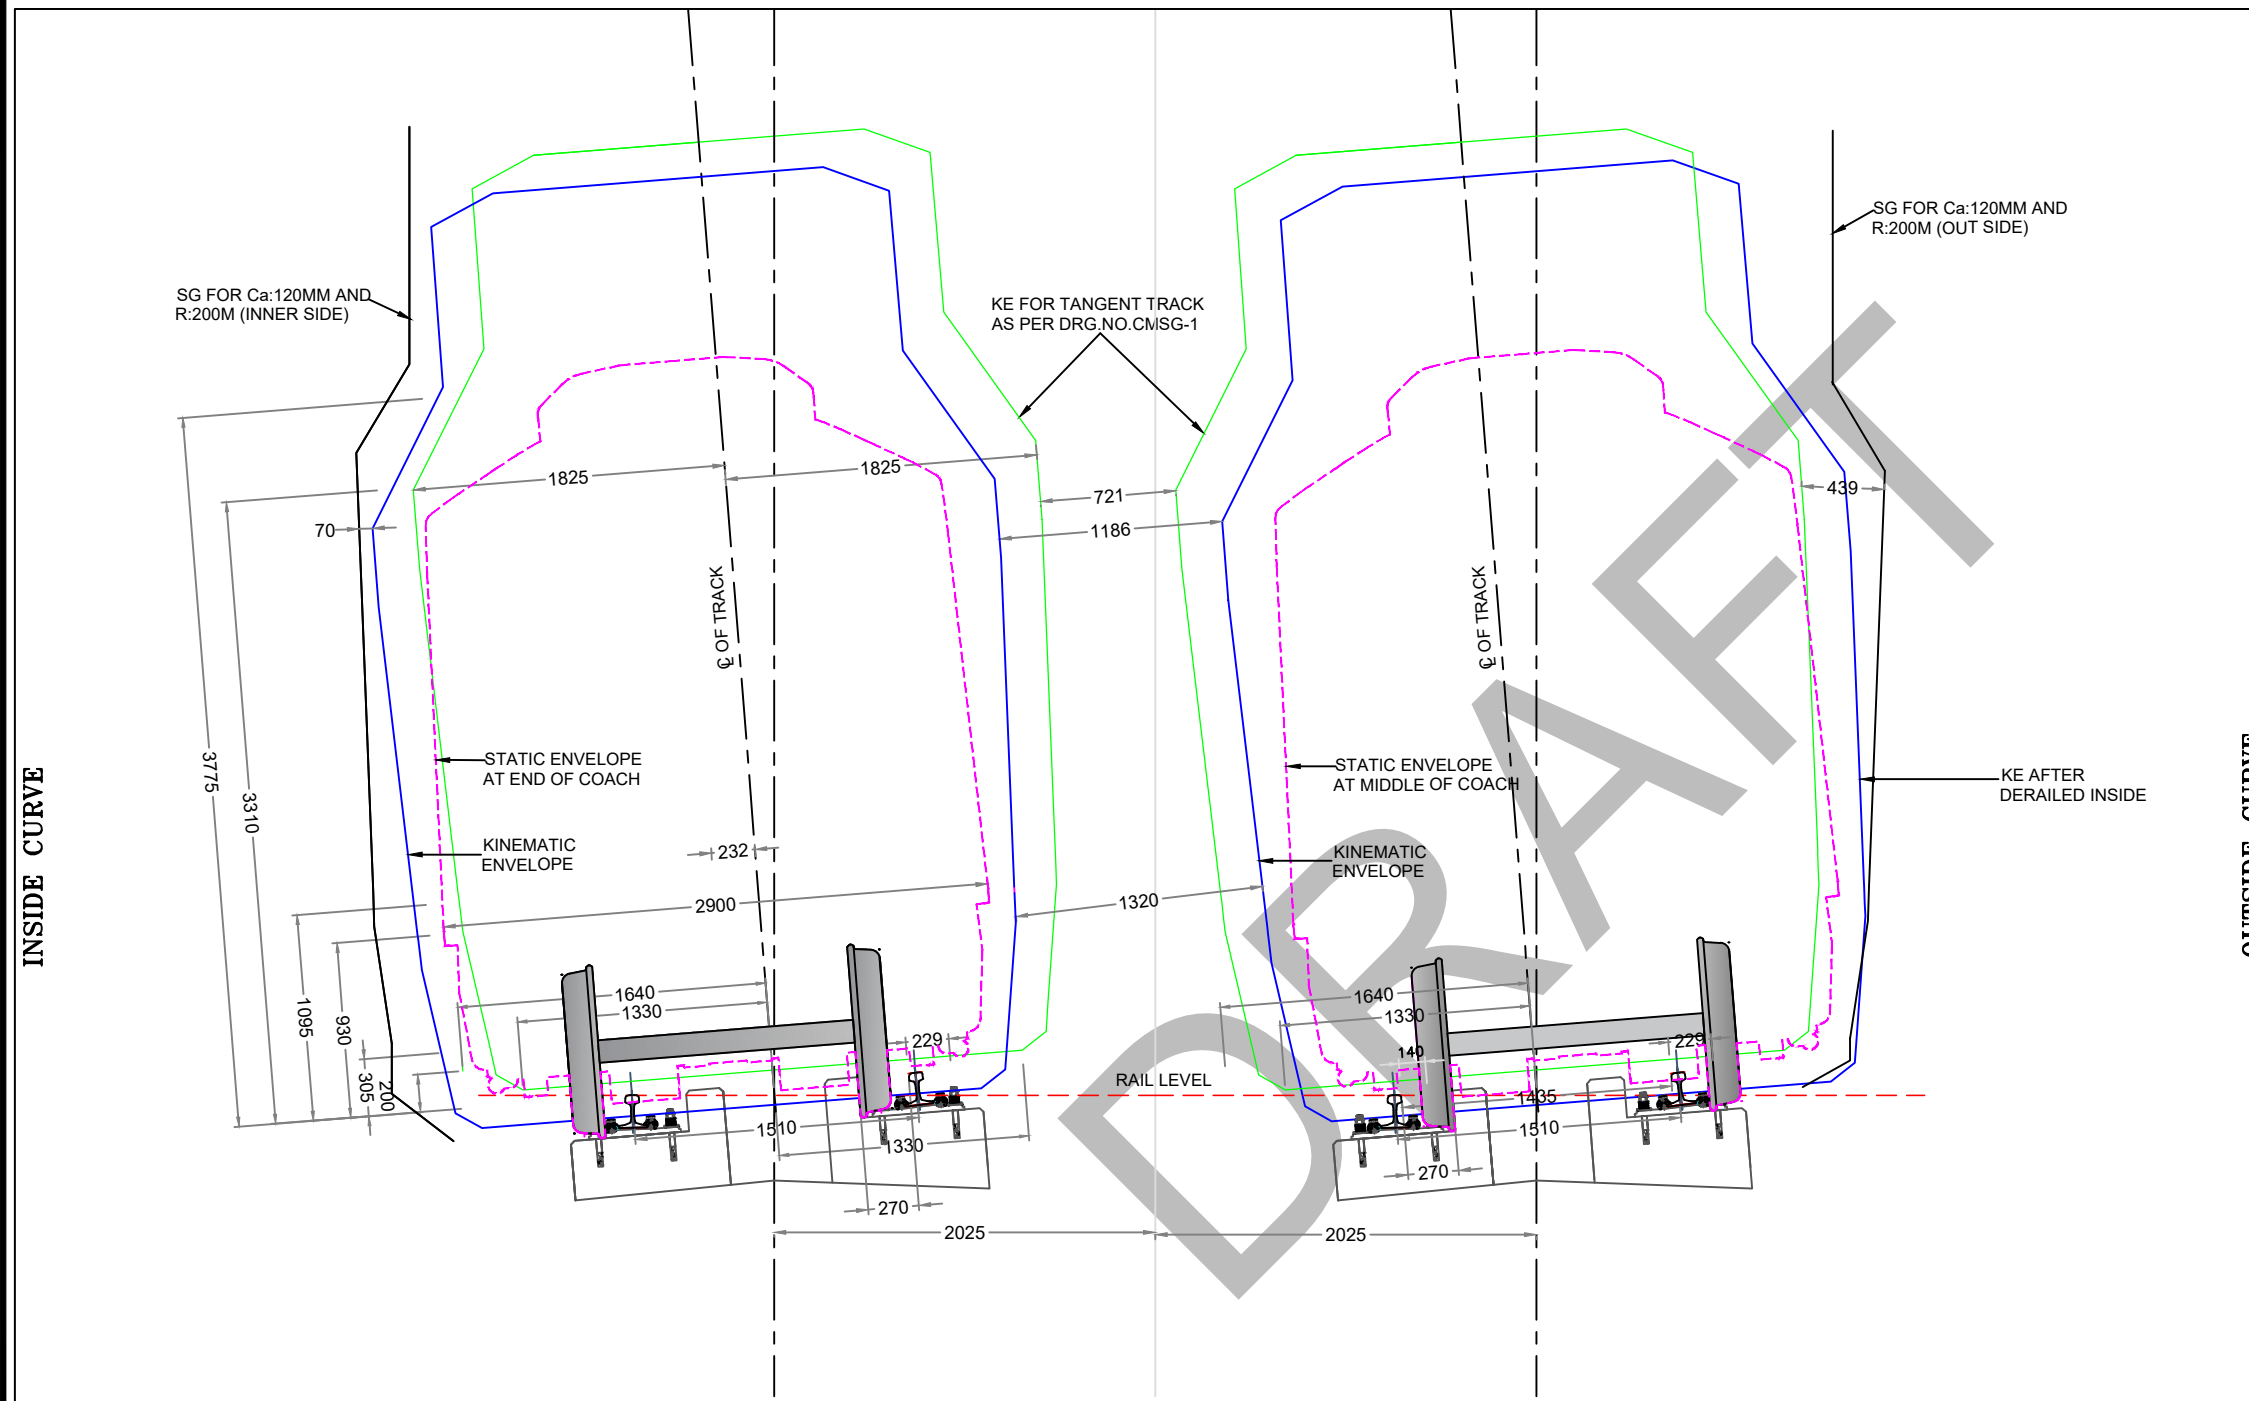 SG FOR Ca:120MM AND
R:200M (OUT SIDE)
SG FOR Ca:120MM AND
R:200M (INNER SIDE)
KE FOR TANGENT TRACK
AS PER DRG.NO.CMSG-1
1825
1825
721
439
70
1186
OF TRACK
OF TRACK
3775
3310
1095
930
305
200
STATIC ENVELOPE
AT END OF COACH
STATIC ENVELOPE
AT MIDDLE OF COACH
KE AFTER
DERAILED INSIDE
KINEMATIC
ENVELOPE
232
KINEMATIC
ENVELOPE
2900
1320
INSIDE CURVE
1640
1330
1640
1330
229
229
140
RAIL LEVEL
1435
1510
1510
1330
270
270
2025
2025
DRAFT